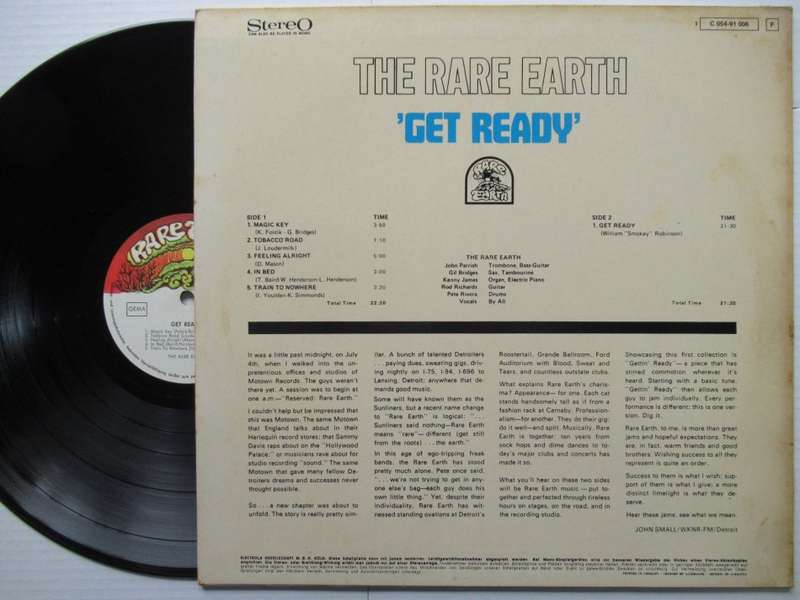 Stereo
CAN ALSO BE PLAYED IN MONO
1 C 054-91 006 F
THE RARE EARTH
'GET READY'
RARE
EARTH
SIDE 1 TIME
1. MAGIC KEY
(K. Folcik - G. Bridges)
2. TOBACCO ROAD
(J. Loudermilk)
3. FEELING ALRIGHT
(D. Mason)
4. IN BED
(T. Baird-W. Henderson-L. Henderson)
5. TRAIN TO NOWHERE 3:20
(I. Youlden-K. Simmonds)
Total Time
SIDE 2 TIME
1. GET READY 21:30
(William "Smokey" Robinson)
Total Time 21:30
THE RARE EARTH
John Parrish Trombone, Bass-Guitar
Gil Bridges Sax, Tambourine
Kenny James Organ, Electric Piano
Rod Richards Guitar
Pete Rivera Drums
Vocals By All
It was a little past midnight, on July
4th, when I walked into the un-
pretentious offices and studios of
Motown Records. The guys weren't
there yet. A session was to begin at
one a.m.—"Reserved: Rare Earth."
I couldn't help but be impressed that
this was Motown. The same Motown
that England talks about in their
Harlequin record stores; that Sammy
Davis raps about on the "Hollywood
Palace;" or musicians rave about for
studio recording "sound." The same
Motown that gave many fellow De-
troiters dreams and successes never
thought possible.
So . . . a new chapter was about to
unfold. The story is really pretty sim-
ilar. A bunch of talented Detroiters
. . . paying dues, sweating gigs, driv-
ing nightly on I-75, I-94, I-696 to
Lansing, Detroit; anywhere that de-
mands good music.
Some will have known them as the
Sunliners, but a recent name change
to "Rare Earth" is logical: ". . .
Sunliners said nothing—Rare Earth
means "rare"—different (get still
from the roots) . . . the earth."
In this age of ego-tripping freak
bands, the Rare Earth has stood
pretty much alone. Pete once said,
". . .we're not trying to get in any-
one else's bag—each guy does his
own little thing." Yet, despite their
individuality, Rare Earth has wit-
nessed standing ovations at Detroit's
Roostertail, Grande Ballroom, Ford
Auditorium with Blood, Sweat and
Tears, and countless outstate clubs.
What explains Rare Earth's charis-
ma? Appearance— for one. Each cat
stands handsomely tall as if from a
fashion rack at Carnaby. Profession-
alism—for another. They do their gig;
do it well—and split. Musically, Rare
Earth is together: ten years from
sock hops and dime dances to to-
day's major clubs and concerts has
made it so.
What you'll hear on these two sides
will be Rare Earth music — put to-
gether and perfected through tireless
hours on stages, on the road, and in
the recording studio.
Showcasing this first collection is
"Gettin' Ready" — a piece that has
stirred commotion wherever it's
heard. Starting with a basic tune,
"Gettin' Ready" then allows each
guy to jam individually. Every per-
formance is different; this is one ver-
sion. Dig it.
Rare Earth, to me, is more than great
jams and hopeful expectations. They
are, in fact, warm friends and good
brothers. Wishing success to all they
represent is quite an order.
Success to them is what I wish; sup-
port of them is what I give; a more
distinct limelight is what they de-
serve.
Hear these jams, see what we mean.
JOHN SMALL/WKNR-FM/Detroit
ELECTROLA GESELLSCHAFT M. B. H. KÖLN.
RARE
GEMA
GET READY
THE RARE